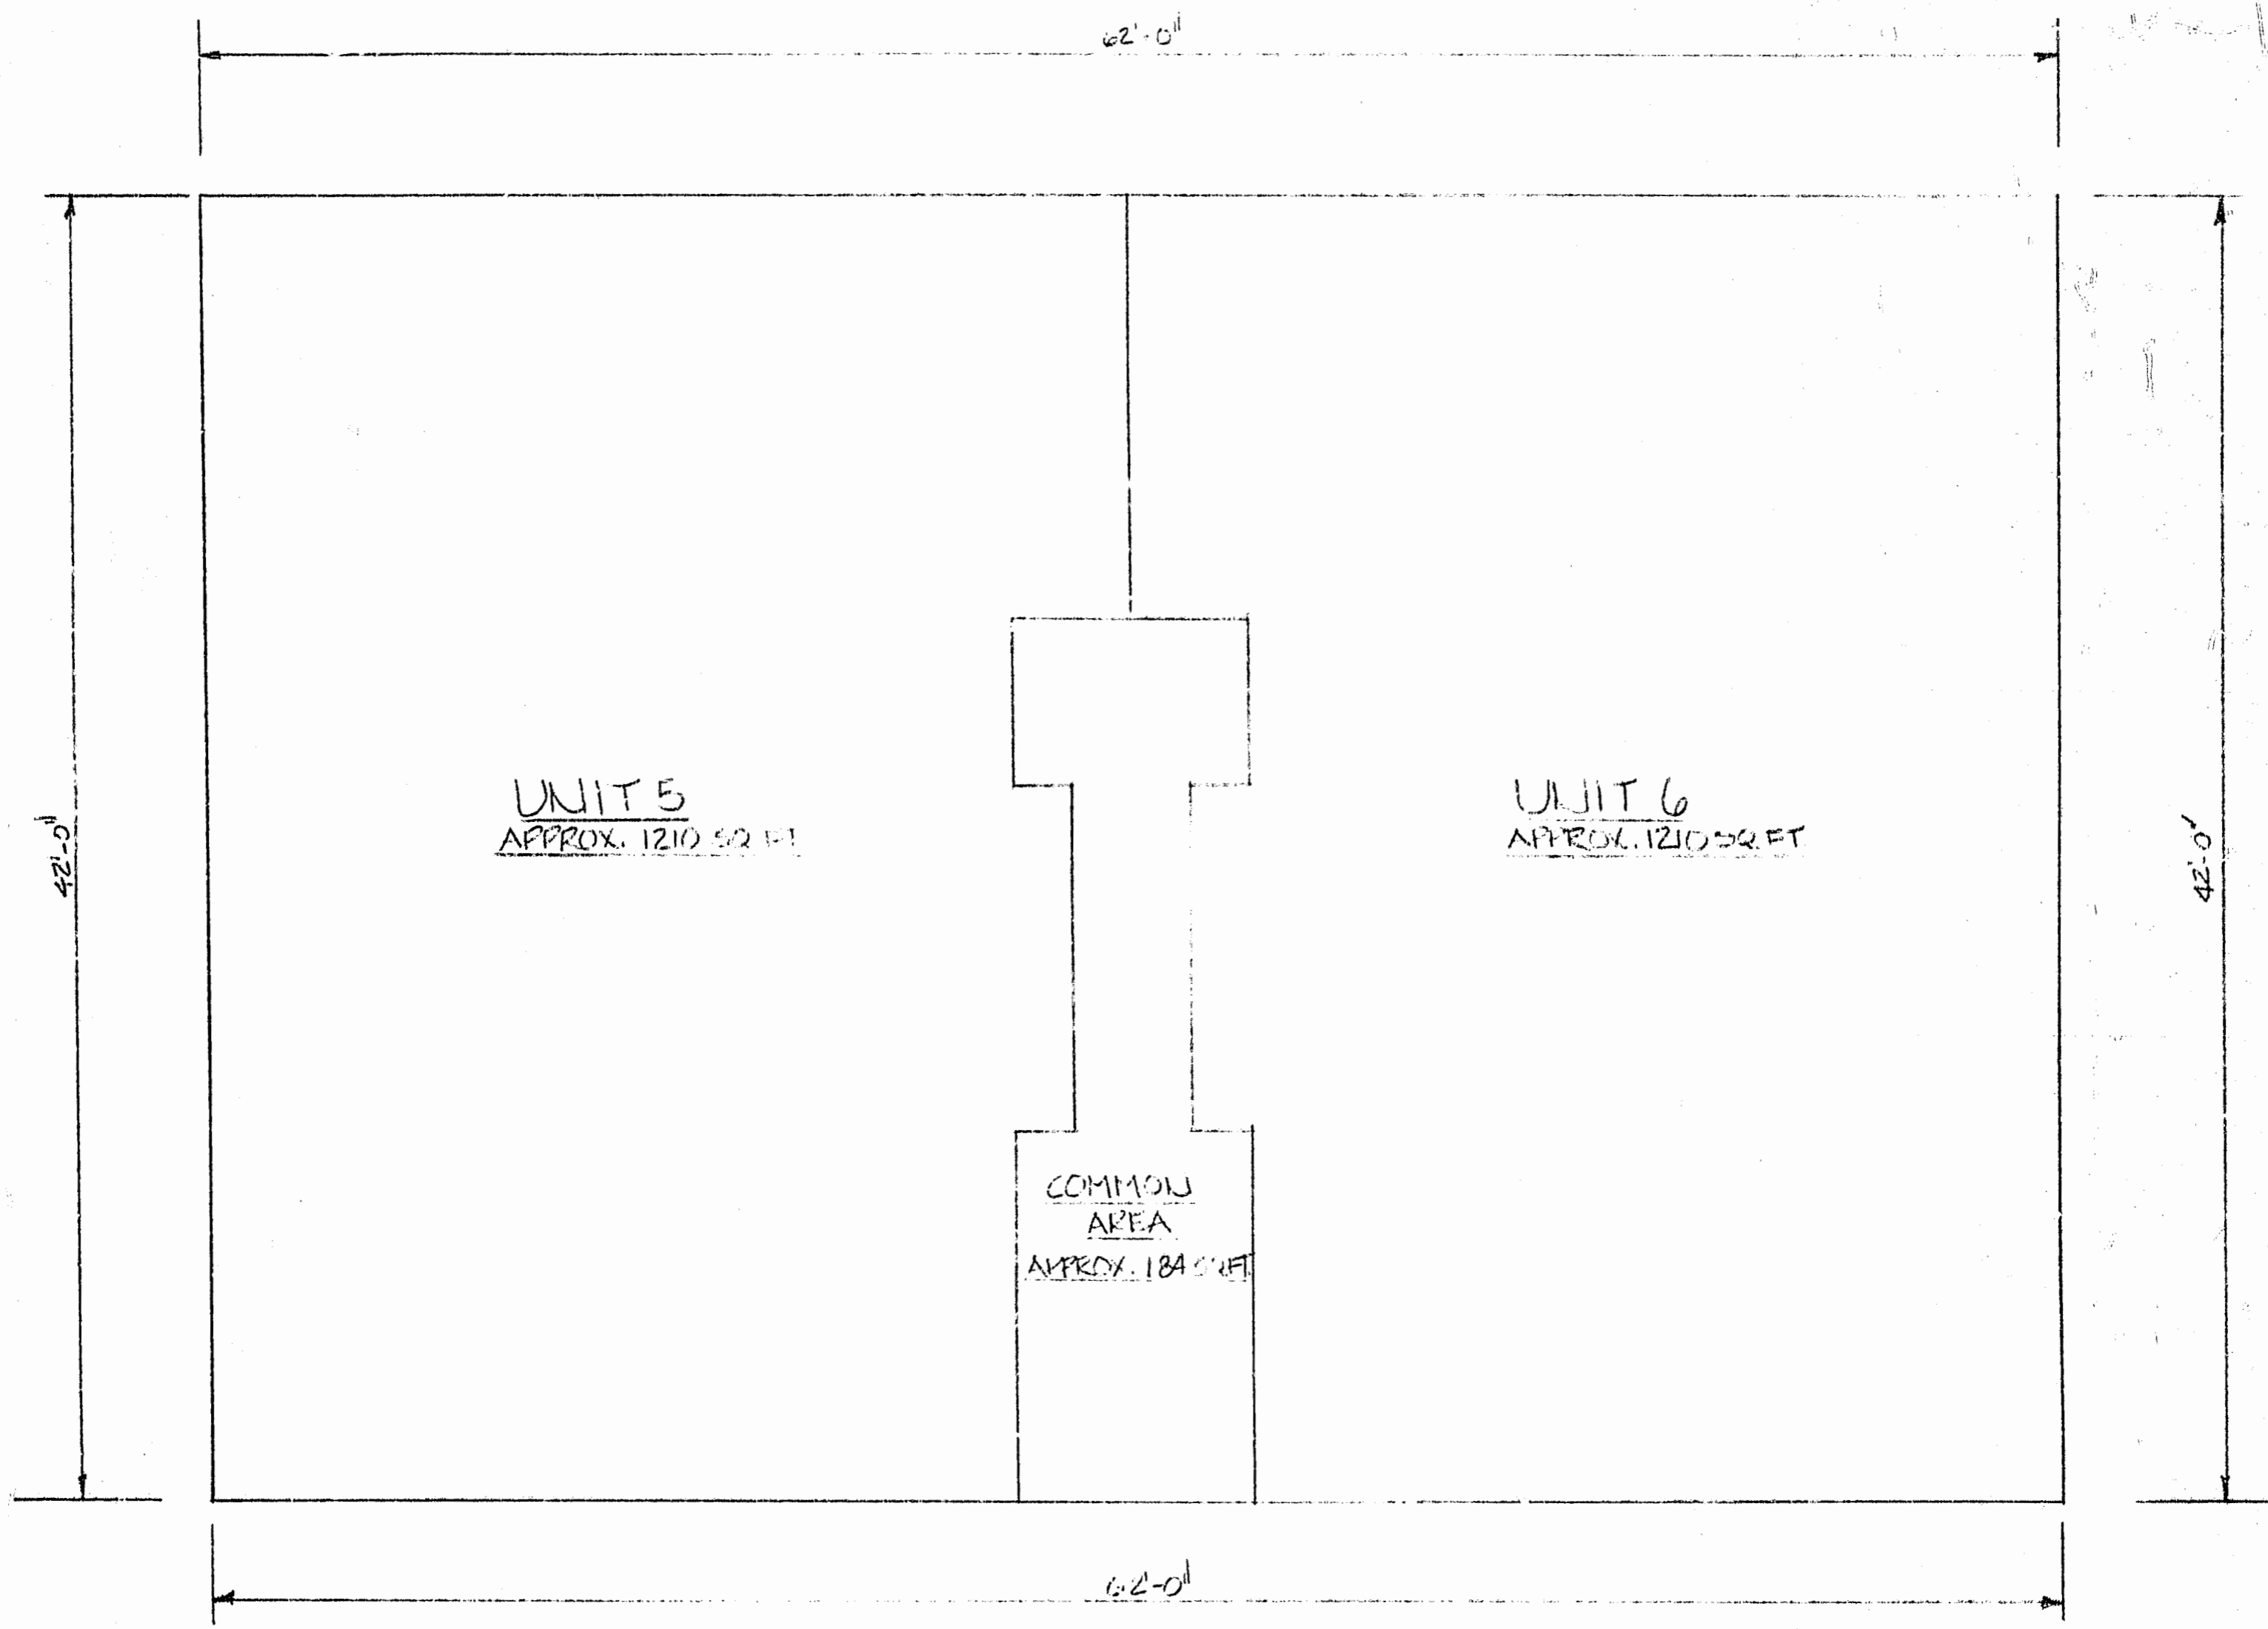 62'-0"
42'-0"
UNIT 5
APPROX. 1210 SQ FT
UNIT 6
APPROX. 1210 SQ. FT
42'-0"
COMMON
AREA
APPROX. 184 SQ FT
62'-0"